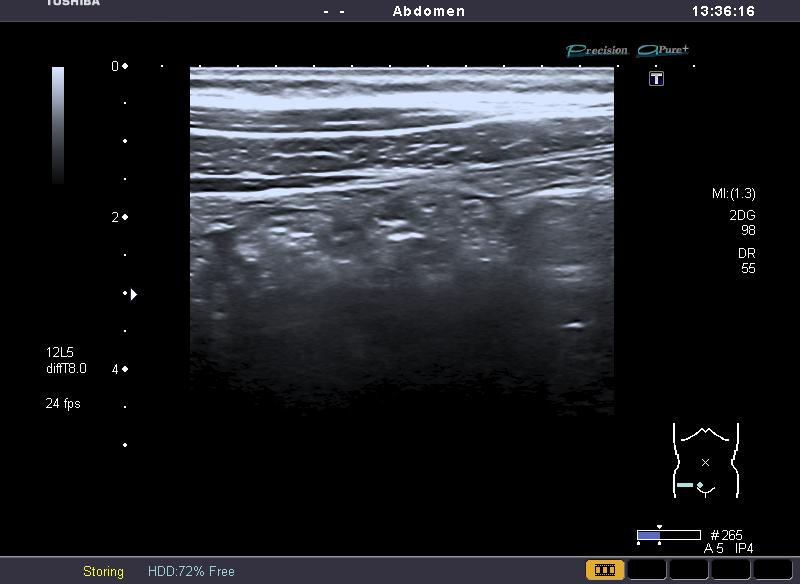 TOSHIBA
- - Abdomen 13:36:16
Precision APure+
0
T
MI:(1.3)
2DG
98
DR
55
2
12L5
diffT8.0
4
24 fps
#265
A 5 IP4
Storing HDD:72% Free